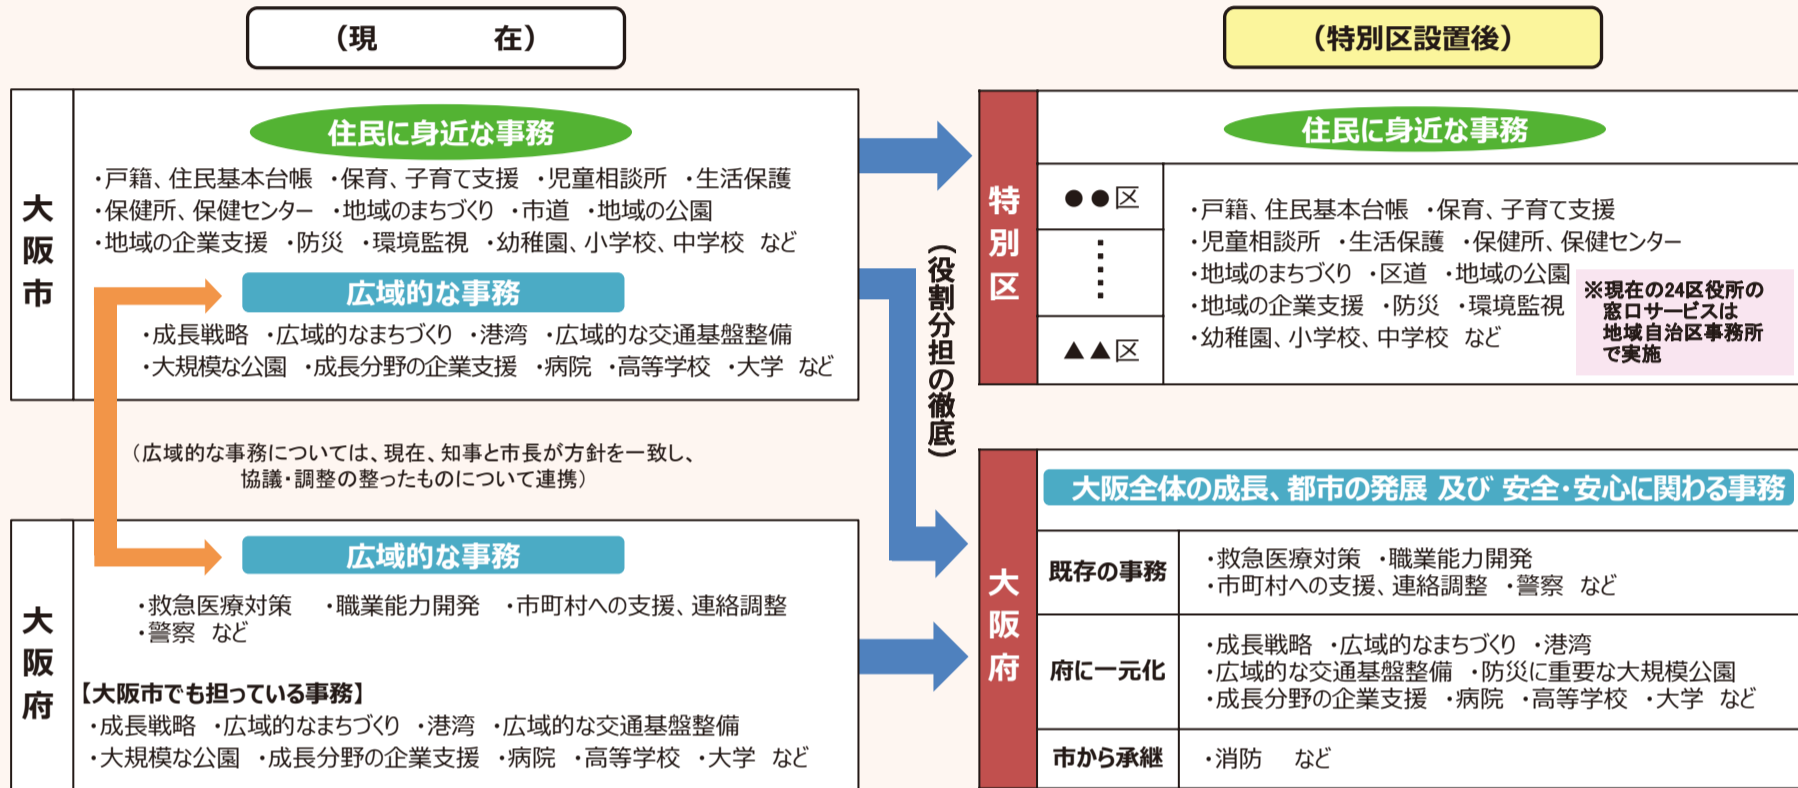 (現　　　在)
大阪市
住民に身近な事務
・戸籍、住民基本台帳　・保育、子育て支援　・児童相談所　・生活保護
・保健所、保健センター　・地域のまちづくり　・市道　・地域の公園
・地域の企業支援　・防災　・環境監視　・幼稚園、小学校、中学校　など
広域的な事務
・成長戦略　・広域的なまちづくり　・港湾　・広域的な交通基盤整備
・大規模な公園　・成長分野の企業支援　・病院　・高等学校　・大学　など
(広域的な事務については、現在、知事と市長が方針を一致し、
協議・調整の整ったものについて連携)
大阪府
広域的な事務
・救急医療対策　・職業能力開発　・市町村への支援、連絡調整
・警察　など
【大阪市でも担っている事務】
・成長戦略　・広域的なまちづくり　・港湾　・広域的な交通基盤整備
・大規模な公園　・成長分野の企業支援　・病院　・高等学校　・大学　など
(役割分担の徹底)
(特別区設置後)
特別区
住民に身近な事務
●●区
▲▲区
・戸籍、住民基本台帳　・保育、子育て支援
・児童相談所　・生活保護　・保健所、保健センター
・地域のまちづくり　・区道　・地域の公園
・地域の企業支援　・防災　・環境監視
・幼稚園、小学校、中学校　など
※現在の24区役所の
窓口サービスは
地域自治区事務所
で実施
大阪府
大阪全体の成長、都市の発展 及び 安全・安心に関わる事務
既存の事務
・救急医療対策　・職業能力開発
・市町村への支援、連絡調整　・警察　など
府に一元化
・成長戦略　・広域的なまちづくり　・港湾
・広域的な交通基盤整備　・防災に重要な大規模公園
・成長分野の企業支援　・病院　・高等学校　・大学　など
市から承継
・消防　など